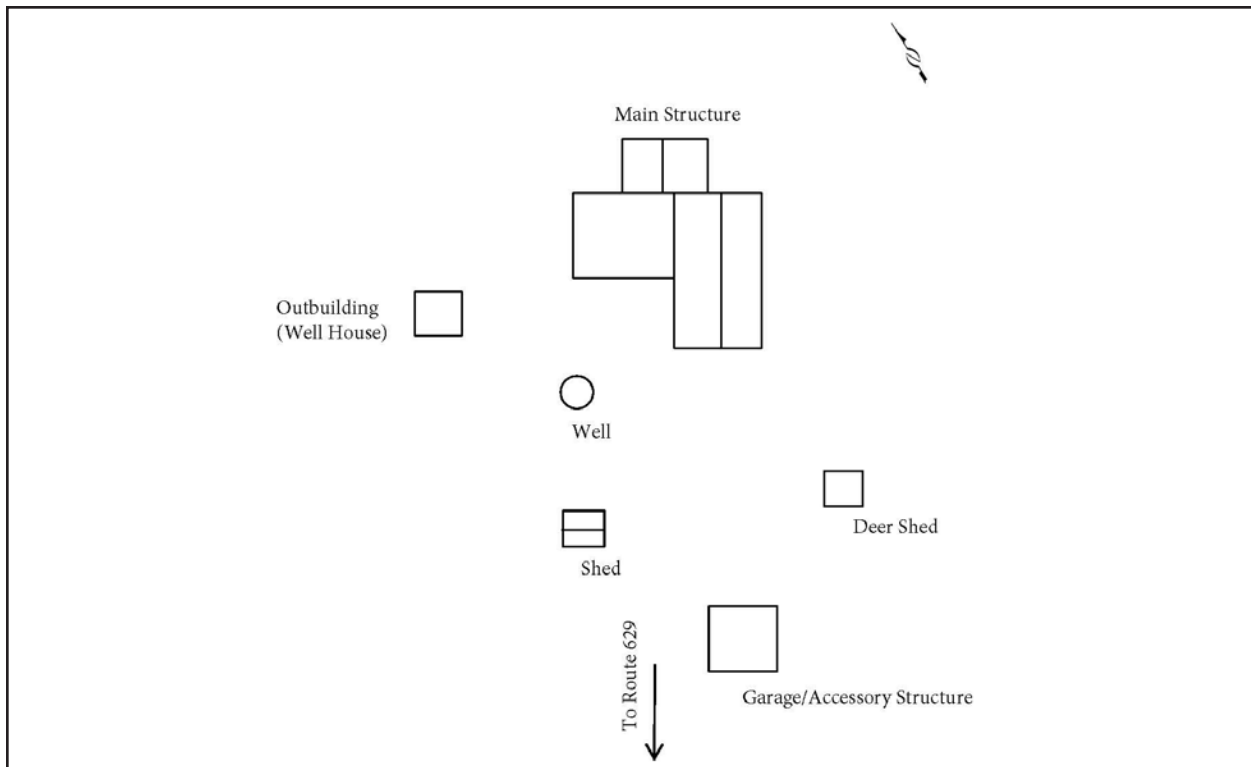 Main Structure
Outbuilding
(Well House)
Well
Deer Shed
Shed
To Route 629
Garage/Accessory Structure